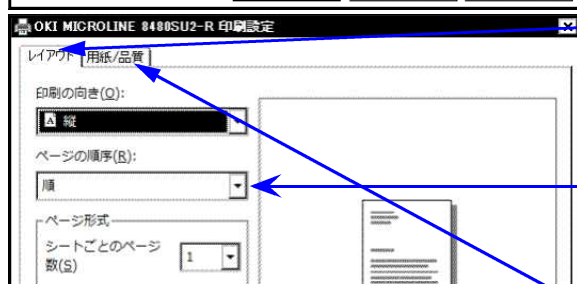 OKI MICROLINE 8480SU2-R 印刷設定
レイアウト 用紙/品質
印刷の向き(O):
A 縦
ページの順序(R):
順
ページ形式
シートごとのページ
数(S)
1